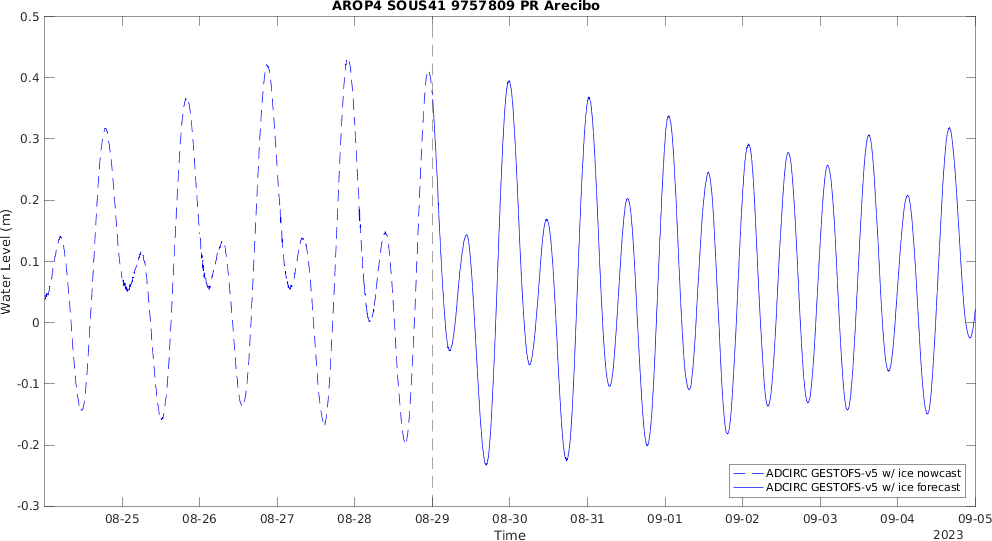 AROP4 SOUS41 9757809 PR Arecibo
0.5
0.4
0.3
0.2
0.1
0
-0.1
-0.2
-0.3
Water Level (m)
ADCIRC GESTOFS-v5 w/ ice nowcast
ADCIRC GESTOFS-v5 w/ ice forecast
08-25 08-26 08-27 08-28 08-29 08-30 08-31 09-01 09-02 09-03 09-04 09-05
Time
2023